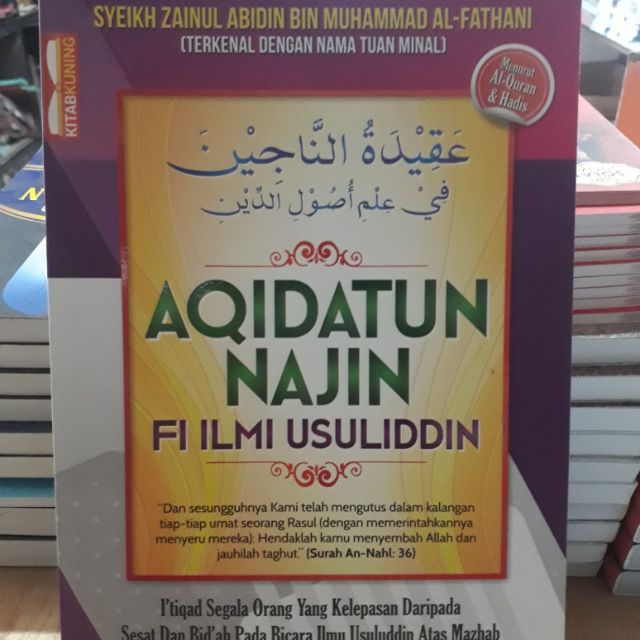 SYEIKH ZAINUL ABIDIN BIN MUHAMMAD AL-FATHANI
(TERKENAL DENGAN NAMA TUAN MINAL)
KITAB KUNING
Menurut
Al-Quran
& Hadis
عَقِيْدَةُ النَّاجِيْنَ
فِيْ عِلْمِ أُصُوْلِ الدِّيْنِ
AQIDATUN
NAJIN
FI ILMI USULIDDIN
"Dan sesungguhnya Kami telah mengutus dalam kalangan
tiap-tiap umat seorang Rasul (dengan memerintahkannya
menyeru mereka): Hendaklah kamu menyembah Allah dan
jauhilah taghut." (Surah An-Nahl: 36)
I'tiqad Segala Orang Yang Kelepasan Daripada
Sesat Dan Bid'ah Pada Bicara Ilmu Usuluddin Atas Mazhab